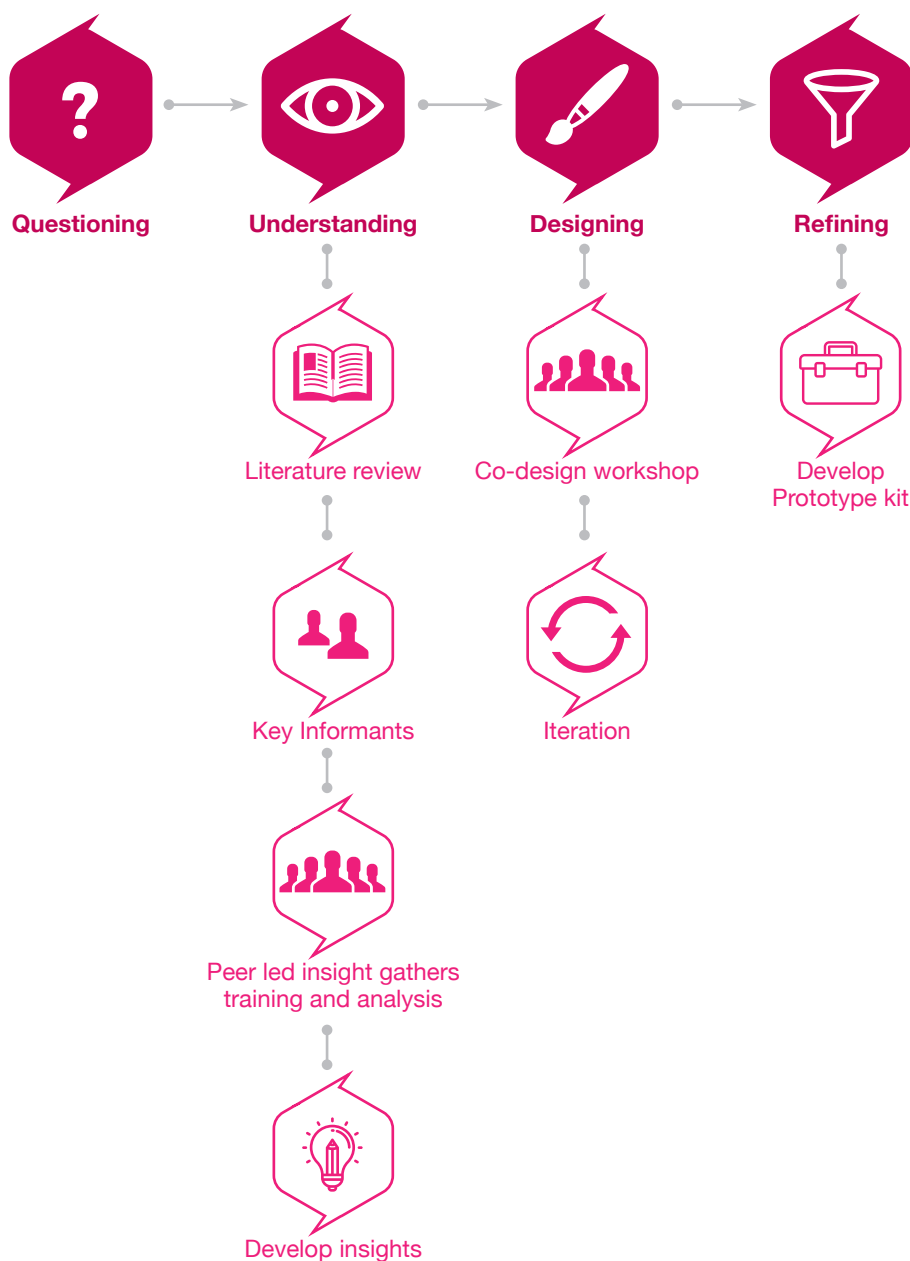 ?
Questioning
Understanding
Designing
Refining
Literature review
Key Informants
Peer led insight gathers
training and analysis
Develop insights
Co-design workshop
Iteration
Develop
Prototype kit